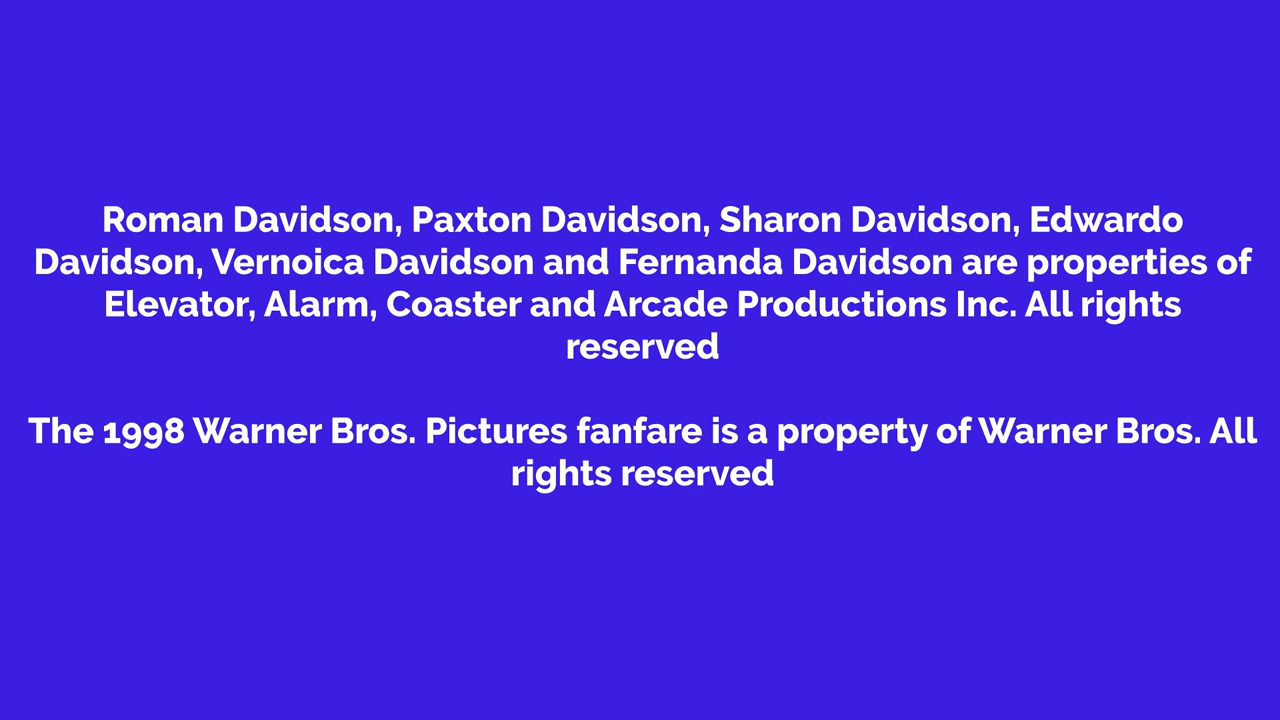 Roman Davidson, Paxton Davidson, Sharon Davidson, Edwardo
Davidson, Vernoica Davidson and Fernanda Davidson are properties of
Elevator, Alarm, Coaster and Arcade Productions Inc. All rights
reserved
The 1998 Warner Bros. Pictures fanfare is a property of Warner Bros. All
rights reserved